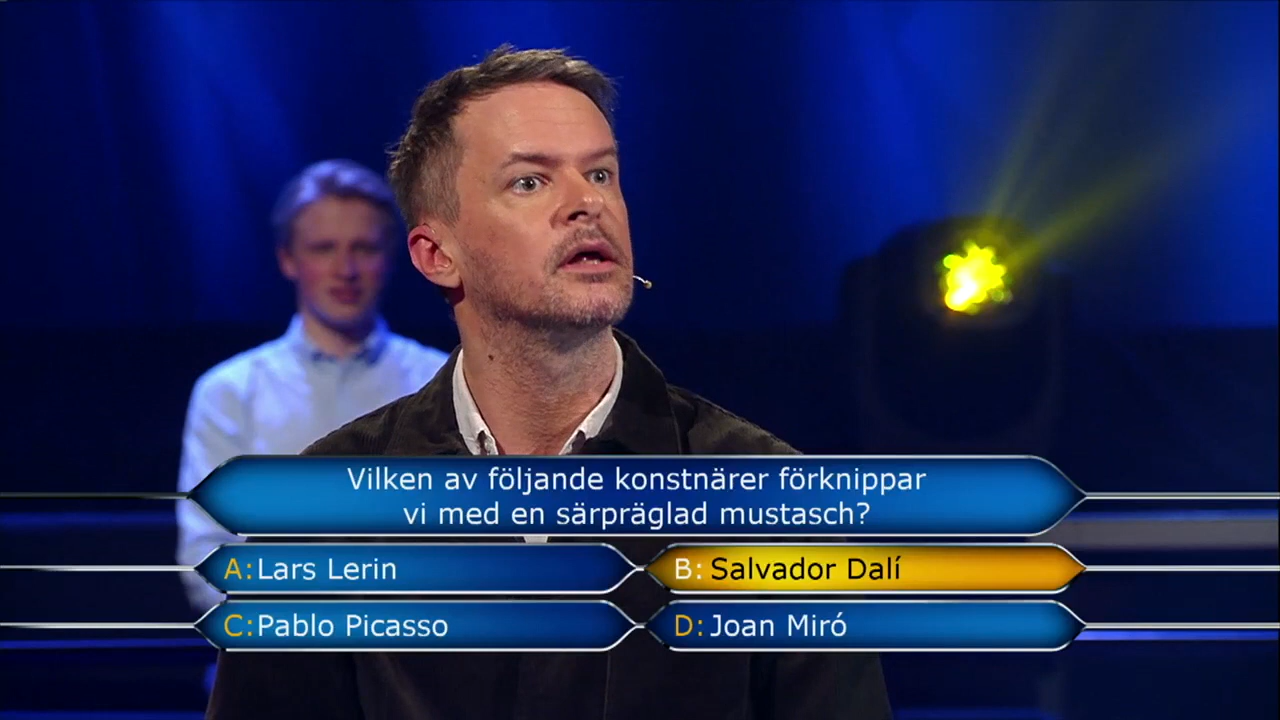 Vilken av följande konstnärer förknippar
vi med en särpräglad mustasch?
A: Lars Lerin
B: Salvador Dalí
C: Pablo Picasso
D: Joan Miró